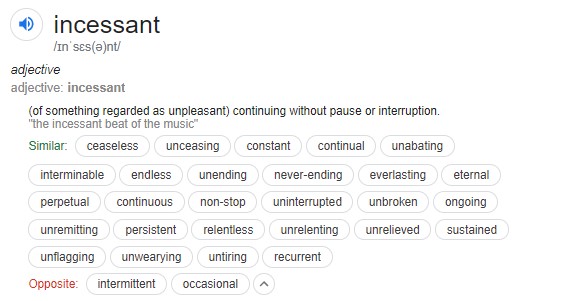 incessant
/ɪnˈsɛs(ə)nt/
adjective
adjective: incessant
(of something regarded as unpleasant) continuing without pause or interruption.
"the incessant beat of the music"
Similar: ceaseless unceasing constant continual unabating
interminable endless unending never-ending everlasting eternal
perpetual continuous non-stop uninterrupted unbroken ongoing
unremitting persistent relentless unrelenting unrelieved sustained
unflagging unwearying untiring recurrent
Opposite: intermittent occasional